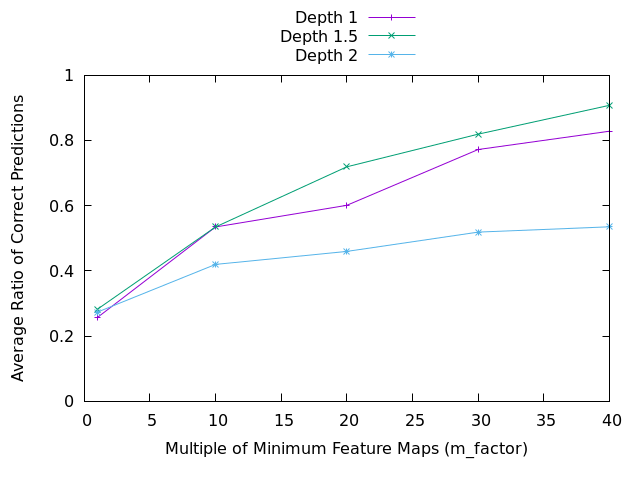 Depth 1
Depth 1.5
Depth 2
1
0.8
0.6
0.4
0.2
0
Average Ratio of Correct Predictions
0 5 10 15 20 25 30 35 40
Multiple of Minimum Feature Maps (m_factor)